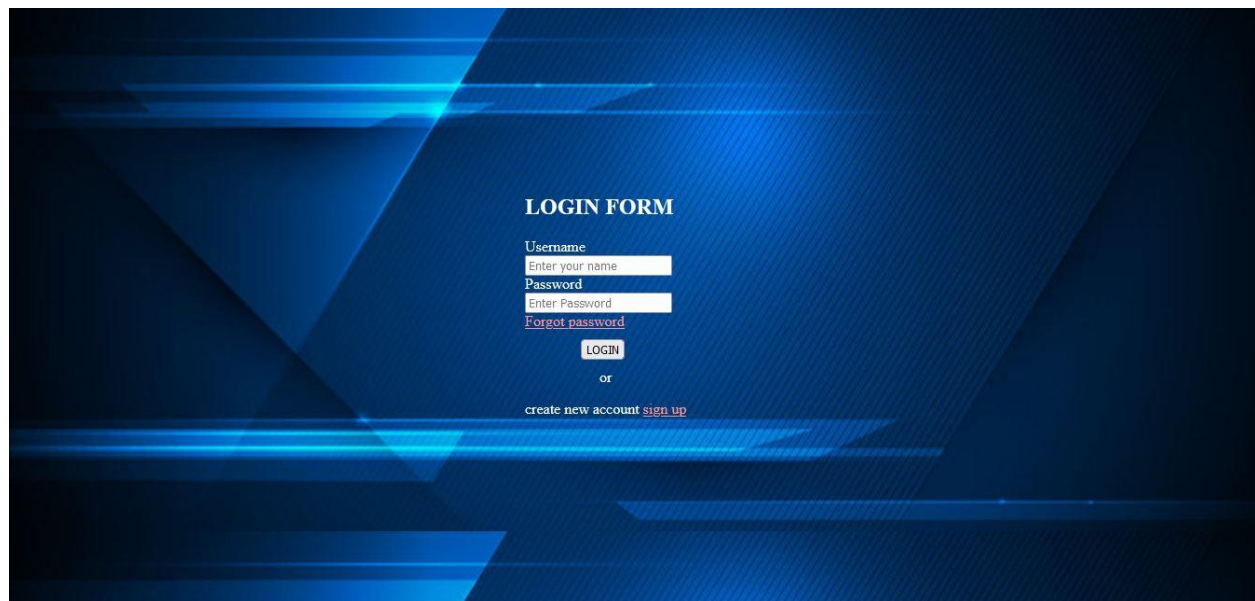 LOGIN FORM
Username
Enter your name
Password
Enter Password
Forgot password
LOGIN
or
create new account sign up